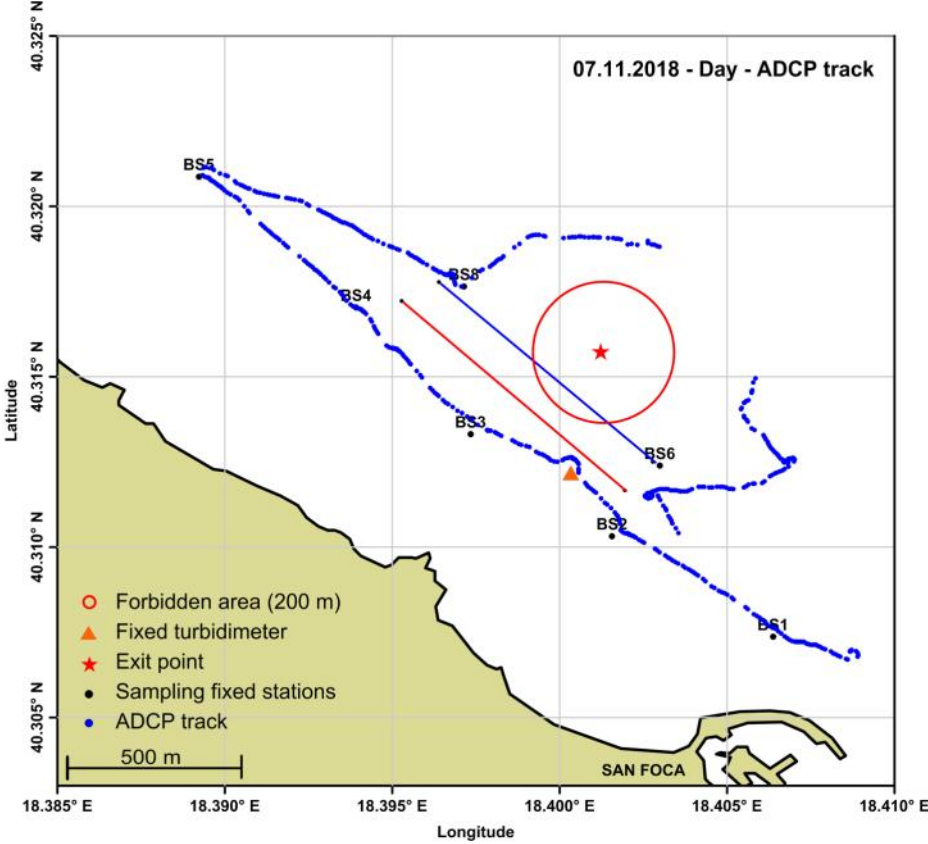 07.11.2018 - Day - ADCP track
40.325° N
40.320° N
40.315° N
40.310° N
40.305° N
Latitude
BS5
BS8
BS4
BS3
BS6
BS2
BS1
Forbidden area (200 m)
Fixed turbidimeter
Exit point
Sampling fixed stations
ADCP track
500 m
SAN FOCA
18.385° E
18.390° E
18.395° E
18.400° E
18.405° E
18.410° E
Longitude